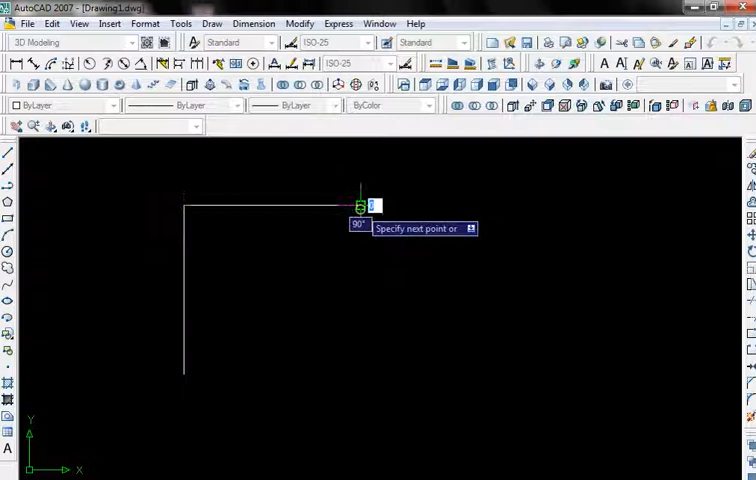 AutoCAD 2007 - [Drawing1.dwg]
File Edit View Insert Format Tools Draw Dimension Modify Express Window Help
3D Modeling Standard ISO-25 Standard
ISO-25
ByLayer ByLayer ByLayer ByColor
0
90° Specify next point or
Y
X